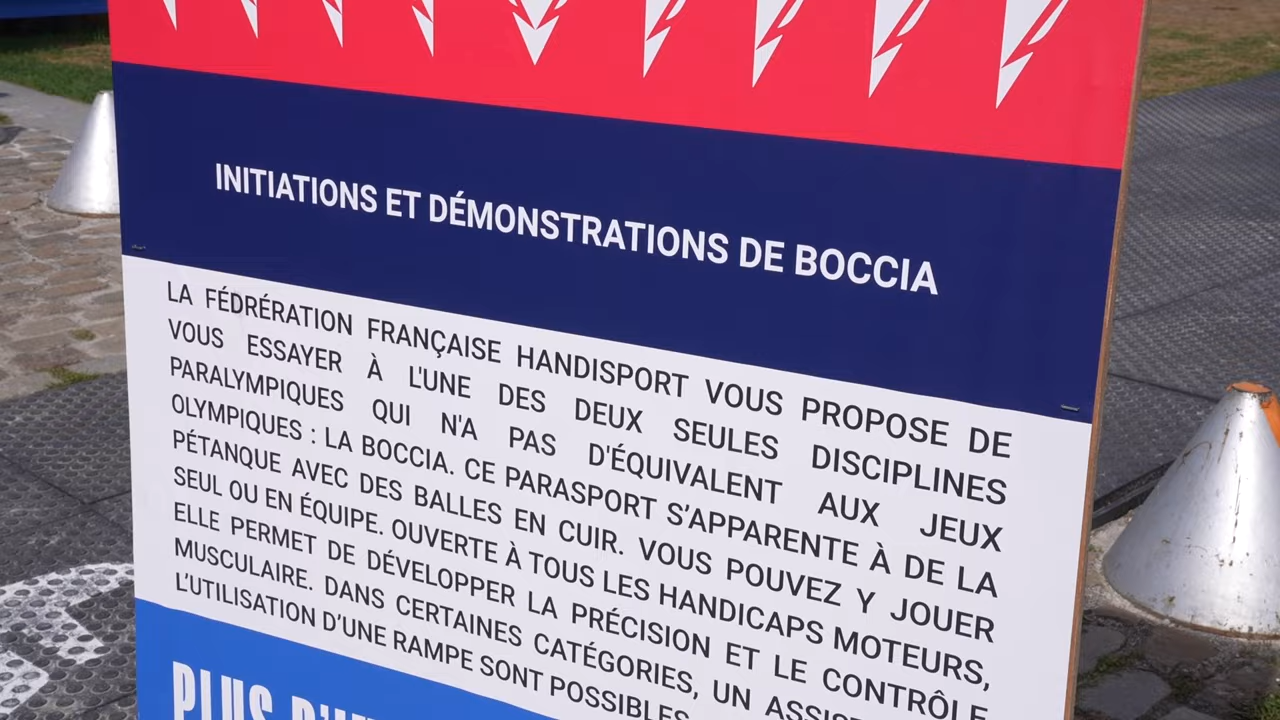 INITIATIONS ET DÉMONSTRATIONS DE BOCCIA
LA FÉDRÉRATION FRANÇAISE HANDISPORT VOUS PROPOSE DE
VOUS ESSAYER À L'UNE DES DEUX SEULES DISCIPLINES
PARALYMPIQUES QUI N'A PAS D'ÉQUIVALENT AUX JEUX
OLYMPIQUES : LA BOCCIA. CE PARASPORT S'APPARENTE À DE LA
PÉTANQUE AVEC DES BALLES EN CUIR. VOUS POUVEZ Y JOUER
SEUL OU EN ÉQUIPE. OUVERTE À TOUS LES HANDICAPS MOTEURS,
ELLE PERMET DE DÉVELOPPER LA PRÉCISION ET LE CONTRÔLE
MUSCULAIRE. DANS CERTAINES CATÉGORIES, UN
L'UTILISATION D'UNE RAMPE SONT POSSIBLES
PLUS